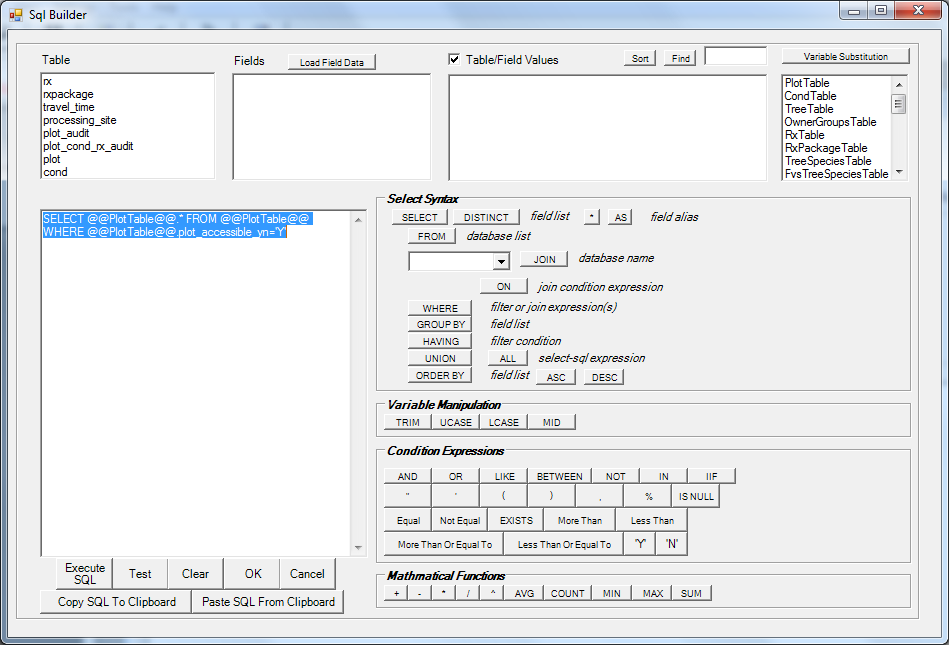 Sql Builder
Table
Fields
Load Field Data
Table/Field Values
Sort
Find
Variable Substitution
rx
rxpackage
travel_time
processing_site
plot_audit
plot_cond_rx_audit
plot
cond
PlotTable
CondTable
TreeTable
OwnerGroupsTable
RxTable
RxPackageTable
TreeSpeciesTable
FvsTreeSpeciesTable
SELECT @@PlotTable@@.* FROM @@PlotTable@@
WHERE @@PlotTable@@.plot_accessible_yn='Y'
Select Syntax
SELECT DISTINCT field list * AS field alias
FROM database list
JOIN database name
ON join condition expression
WHERE filter or join expression(s)
GROUP BY field list
HAVING filter condition
UNION ALL select-sql expression
ORDER BY field list ASC DESC
Variable Manipulation
TRIM UCASE LCASE MID
Condition Expressions
AND OR LIKE BETWEEN NOT IN IIF
" ' ( ) , % IS NULL
Equal Not Equal EXISTS More Than Less Than
More Than Or Equal To Less Than Or Equal To 'Y' 'N'
Mathmatical Functions
+ - * / ^ AVG COUNT MIN MAX SUM
Execute
SQL
Test
Clear
OK
Cancel
Copy SQL To Clipboard
Paste SQL From Clipboard